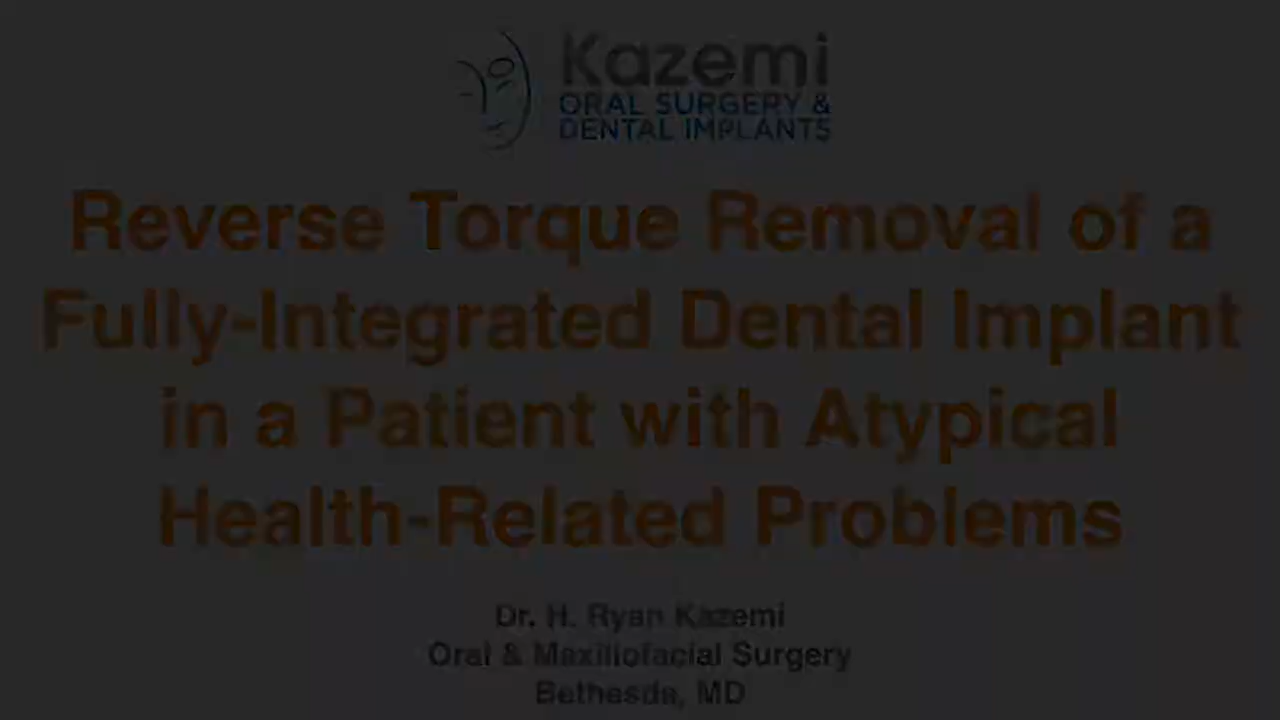 Kazemi
ORAL SURGERY &
DENTAL IMPLANTS
Reverse Torque Removal of a
Fully-Integrated Dental Implant
in a Patient with Atypical
Health-Related Problems
Dr. H. Ryan Kazemi
Oral & Maxillofacial Surgery
Bethesda, MD